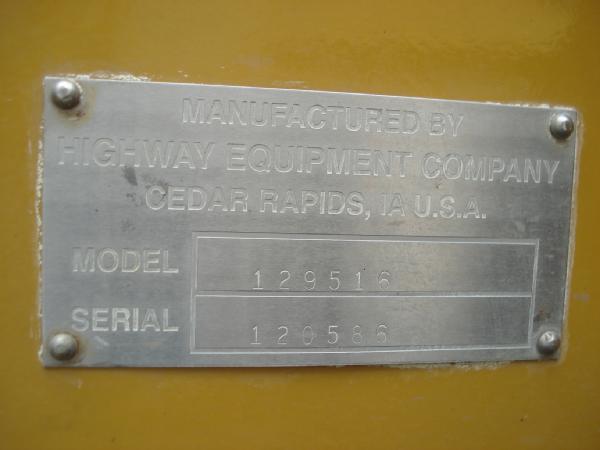 MANUFACTURED BY
HIGHWAY EQUIPMENT COMPANY
CEDAR RAPIDS, IA U.S.A.
MODEL 129516
SERIAL 120586